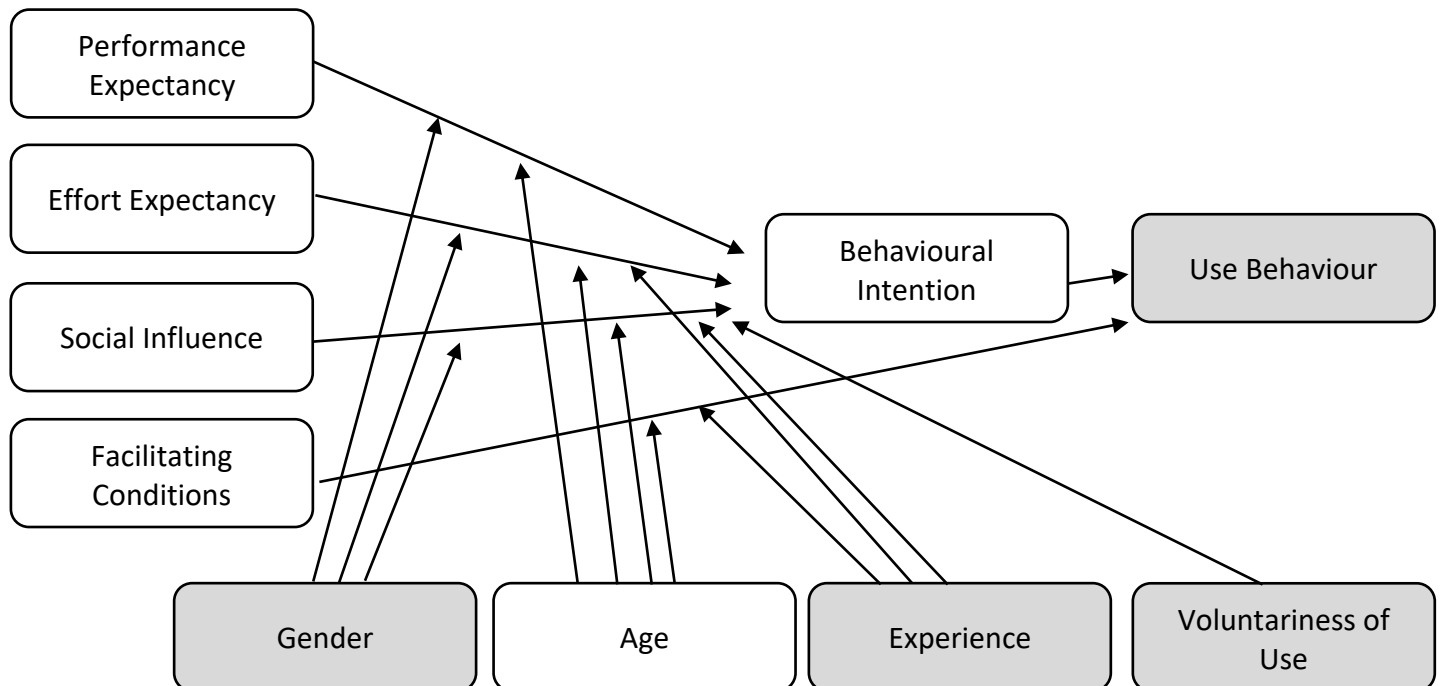 Performance
Expectancy
Effort Expectancy
Social Influence
Facilitating
Conditions
Behavioural
Intention
Use Behaviour
Gender
Age
Experience
Voluntariness of
Use